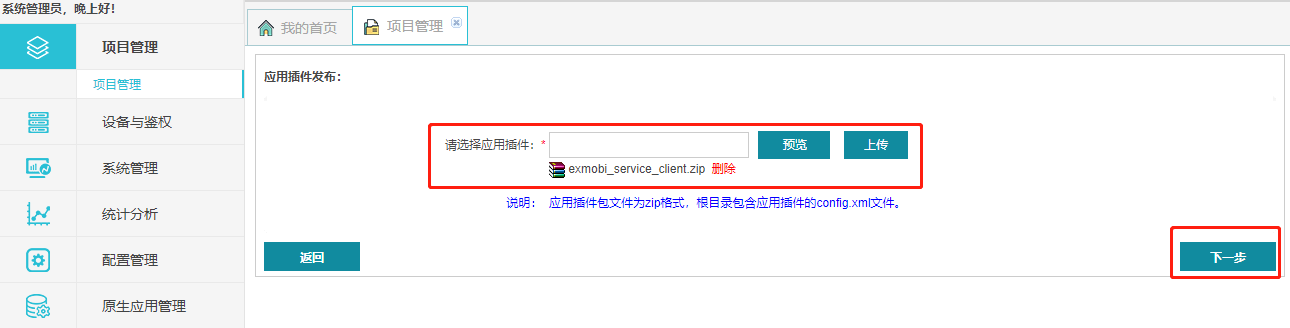 系统管理员，晚上好！
项目管理
项目管理
设备与鉴权
系统管理
统计分析
配置管理
原生应用管理
我的首页
项目管理
应用插件发布：
请选择应用插件：*
预览
上传
exmobi_service_client.zip 删除
说明： 应用插件包文件为zip格式，根目录包含应用插件的config.xml文件。
返回
下一步